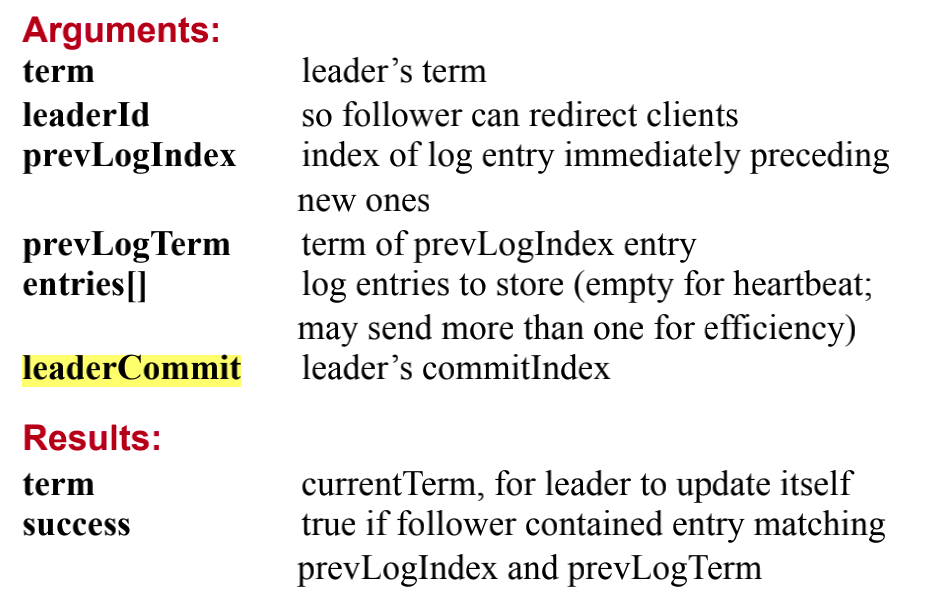 Arguments:
term leader’s term
leaderId so follower can redirect clients
prevLogIndex index of log entry immediately preceding
new ones
prevLogTerm term of prevLogIndex entry
entries[] log entries to store (empty for heartbeat;
may send more than one for efficiency)
leaderCommit leader’s commitIndex
Results:
term currentTerm, for leader to update itself
success true if follower contained entry matching
prevLogIndex and prevLogTerm